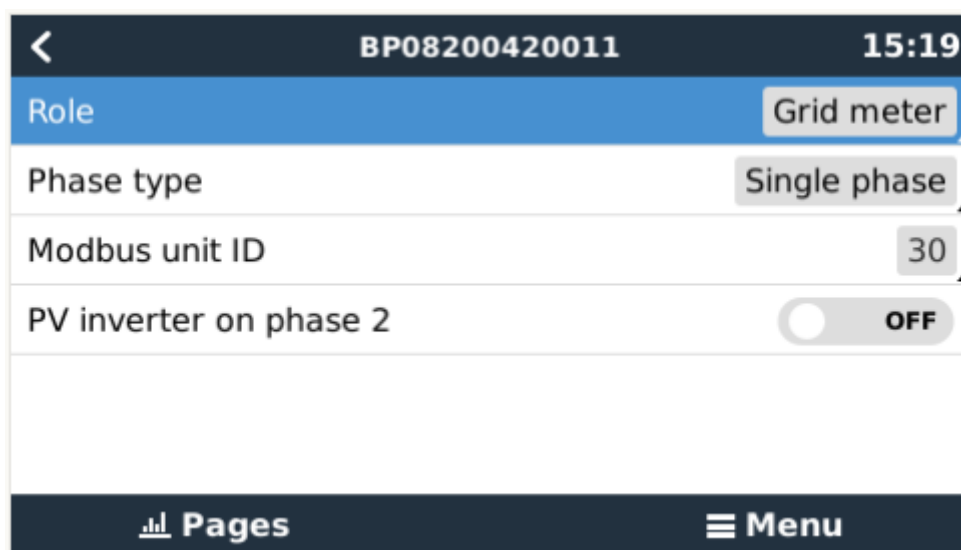 BP08200420011 15:19
Role Grid meter
Phase type Single phase
Modbus unit ID 30
PV inverter on phase 2 OFF
Pages Menu